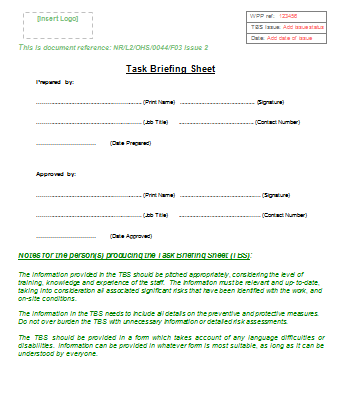 [Insert Logo]
WPP ref: 123456
TBS Issue: Add issue status
Date: Add date of issue
This is document reference: NR/L2/OHS/0044/F03 Issue 2
Task Briefing Sheet
Prepared by:
(Print Name) (Signature)
(Job Title) (Contact Number)
(Date Prepared)
Approved by:
(Print Name) (Signature)
(Job Title) (Contact Number)
(Date Approved)
Notes for the person(s) producing the Task Briefing Sheet (TBS):
The information provided in the TBS should be pitched appropriately, considering the level of
training, knowledge and experience of the staff. The information must be relevant and up-to-date,
taking into consideration all associated significant risks that have been identified with the work, and
on-site conditions.
The information in the TBS needs to include all details on the preventive and protective measures.
Do not over burden the TBS with unnecessary information or detailed risk assessments.
The TBS should be provided in a form which takes account of any language difficulties or
disabilities. Information can be provided in whatever form is most suitable, as long as it can be
understood by everyone.